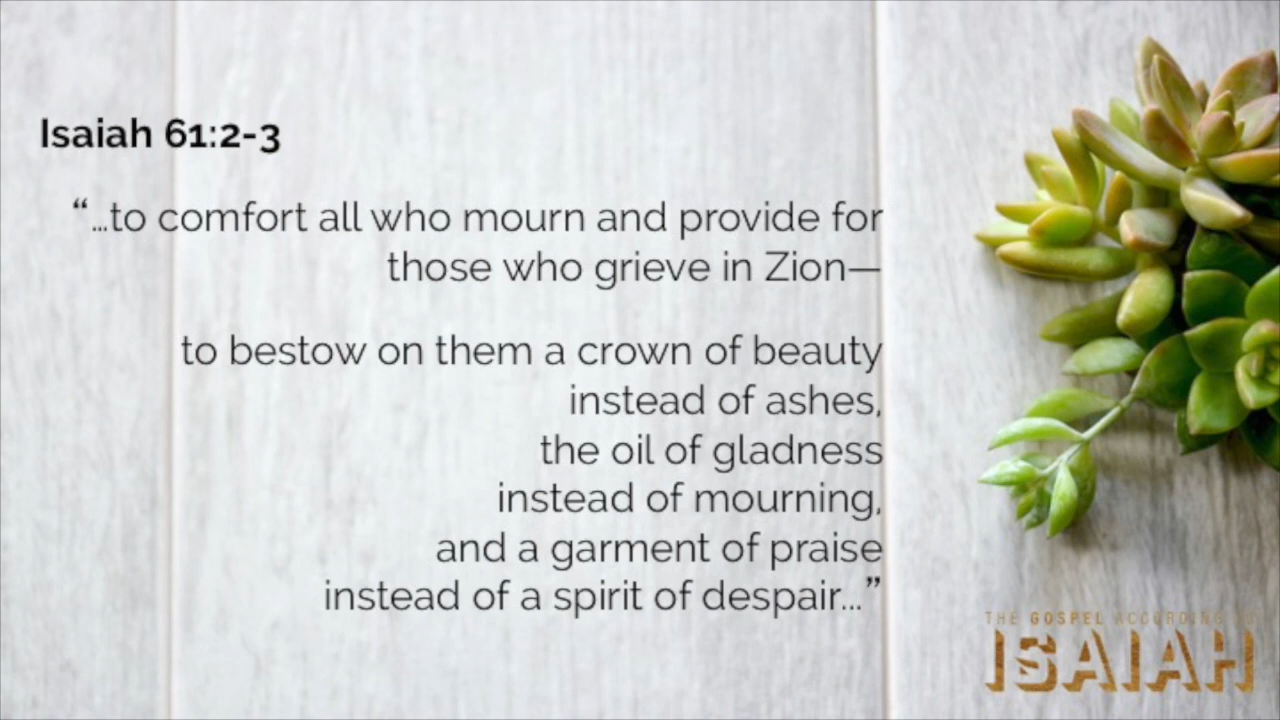 Isaiah 61:2-3
“...to comfort all who mourn and provide for
those who grieve in Zion—
to bestow on them a crown of beauty
instead of ashes,
the oil of gladness
instead of mourning,
and a garment of praise
instead of a spirit of despair...”
THE GOSPEL ACCORDING TO
ISAIAH